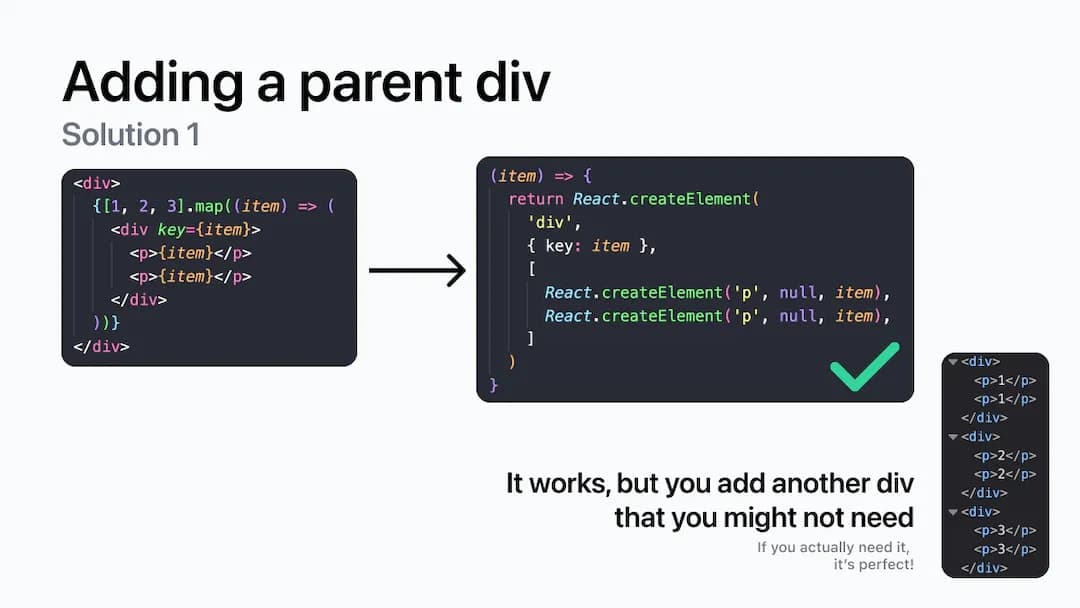 Adding a parent div
Solution 1
<div>
{[1, 2, 3].map((item) => (
<div key={item}>
<p>{item}</p>
<p>{item}</p>
</div>
))}
</div>
(item) => {
return React.createElement(
'div',
{ key: item },
[
React.createElement('p', null, item),
React.createElement('p', null, item),
]
)
}
It works, but you add another div
that you might not need
If you actually need it,
it's perfect!
<div>
<p>1</p>
<p>1</p>
</div>
<div>
<p>2</p>
<p>2</p>
</div>
<div>
<p>3</p>
<p>3</p>
</div>